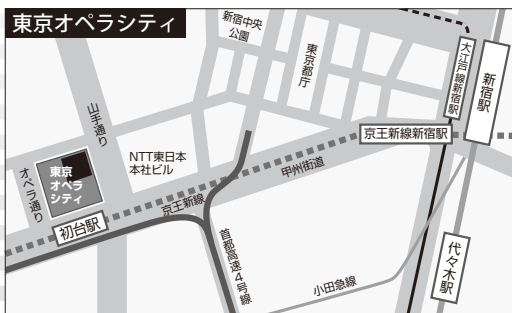 東京オペラシティ
新宿中央
公園
東京都庁
大江戸線新宿駅
新宿駅
京王新線新宿駅
山手通り
NTT東日本
本社ビル
甲州街道
オペラ通り
東京
オペラ
シティ
初台駅
京王新線
首都高速4号線
小田急線
代々木駅